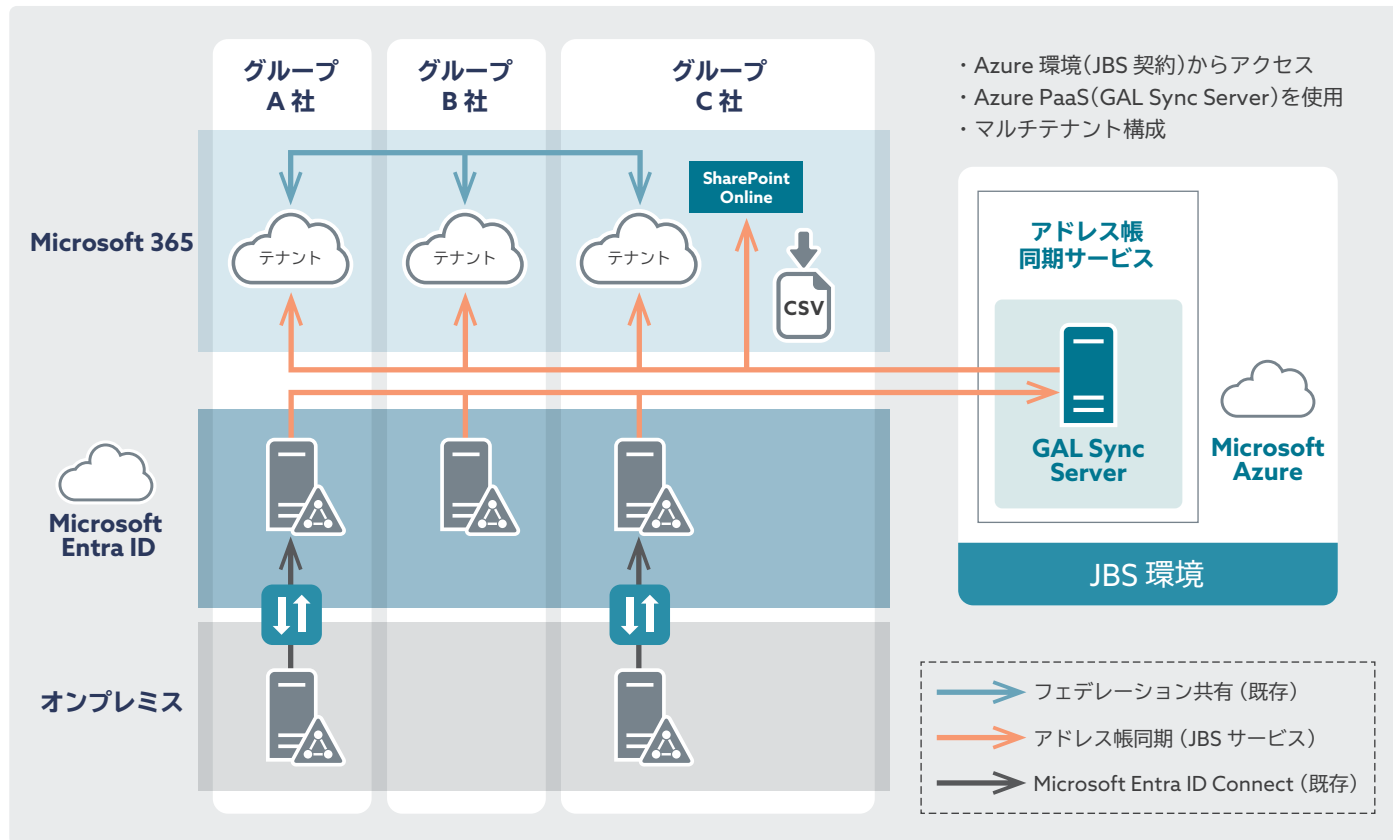 グループ
A 社
グループ
B 社
グループ
C 社
・Azure 環境(JBS 契約)からアクセス
・Azure PaaS(GAL Sync Server)を使用
・マルチテナント構成
Microsoft 365
テナント
テナント
テナント
SharePoint
Online
CSV
アドレス帳
同期サービス
GAL Sync
Server
Microsoft
Azure
JBS 環境
Microsoft
Entra ID
オンプレミス
フェデレーション共有 (既存)
アドレス帳同期 (JBS サービス)
Microsoft Entra ID Connect (既存)